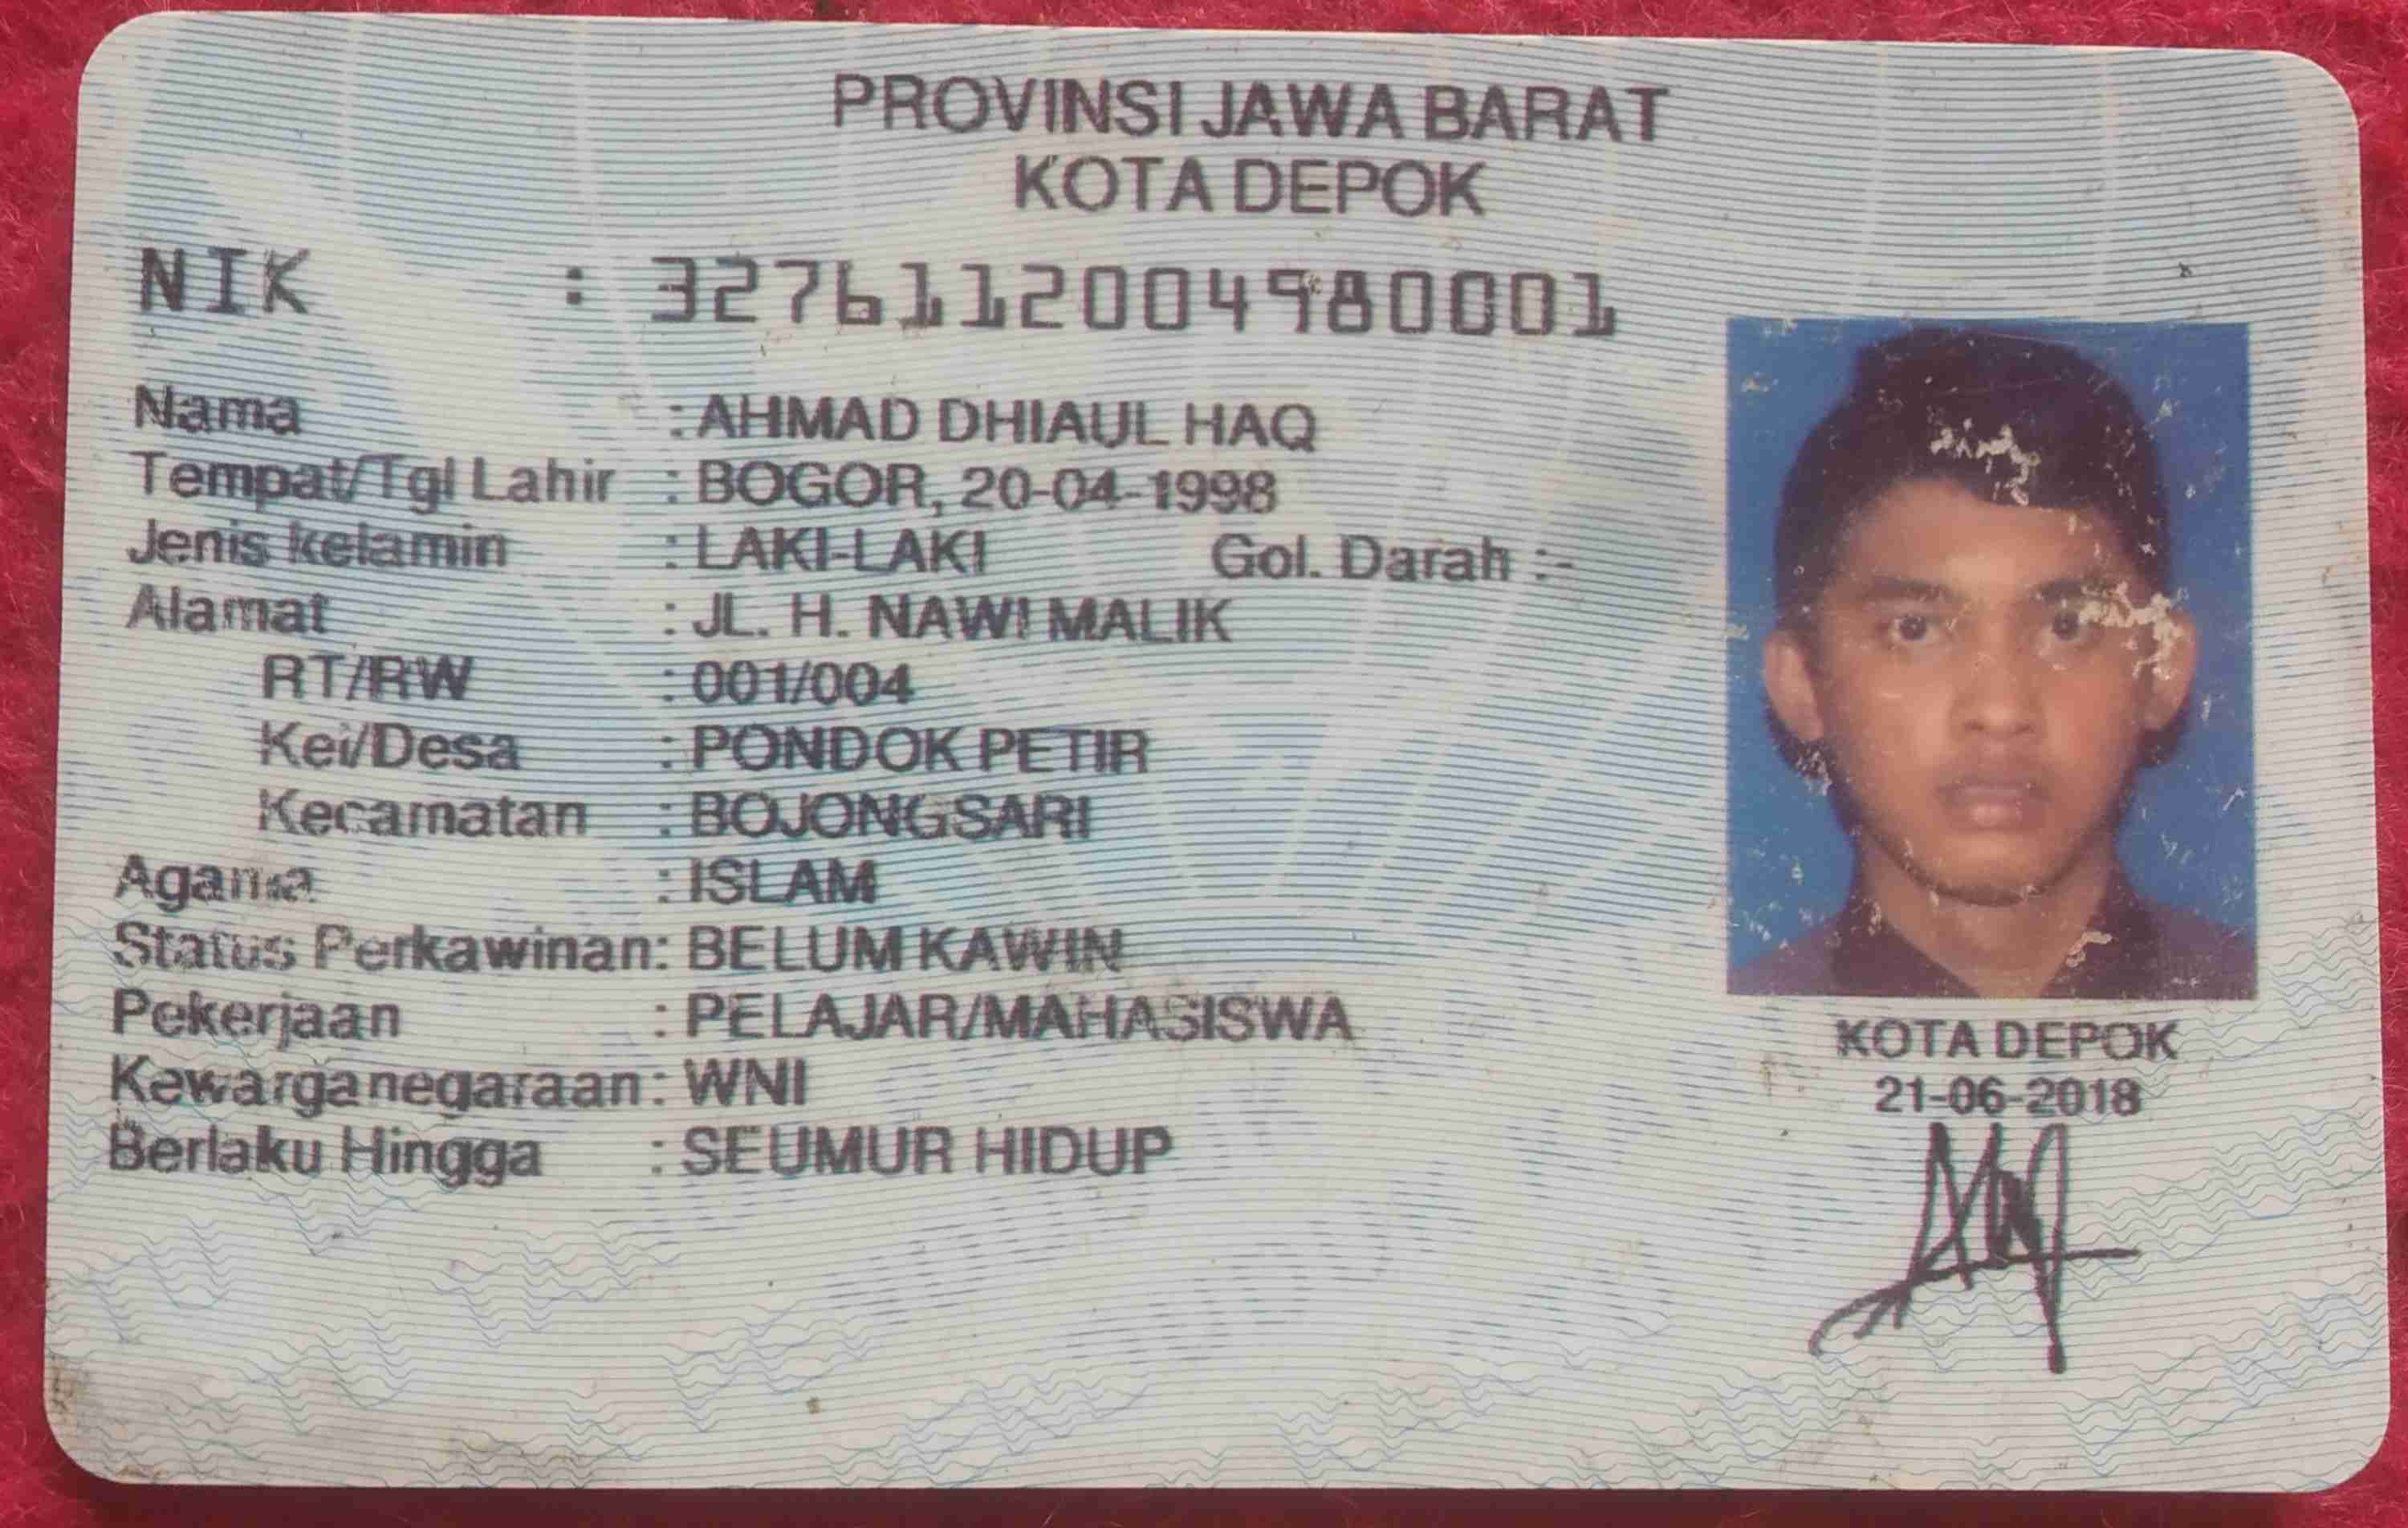 PROVINSI JAWA BARAT
KOTA DEPOK
NIK : 3276112004980001
Nama : AHMAD DHIAUL HAQ
Tempat/Tgl Lahir : BOGOR, 20-04-1998
Jenis kelamin : LAKI-LAKI Gol. Darah :-
Alamat : JL. H. NAWI MALIK
RT/RW : 001/004
Kel/Desa : PONDOK PETIR
Kecamatan : BOJONGSARI
Agama : ISLAM
Status Perkawinan: BELUM KAWIN
Pekerjaan : PELAJAR/MAHASISWA
Kewarganegaraan: WNI
Berlaku Hingga : SEUMUR HIDUP
KOTA DEPOK
21-06-2018